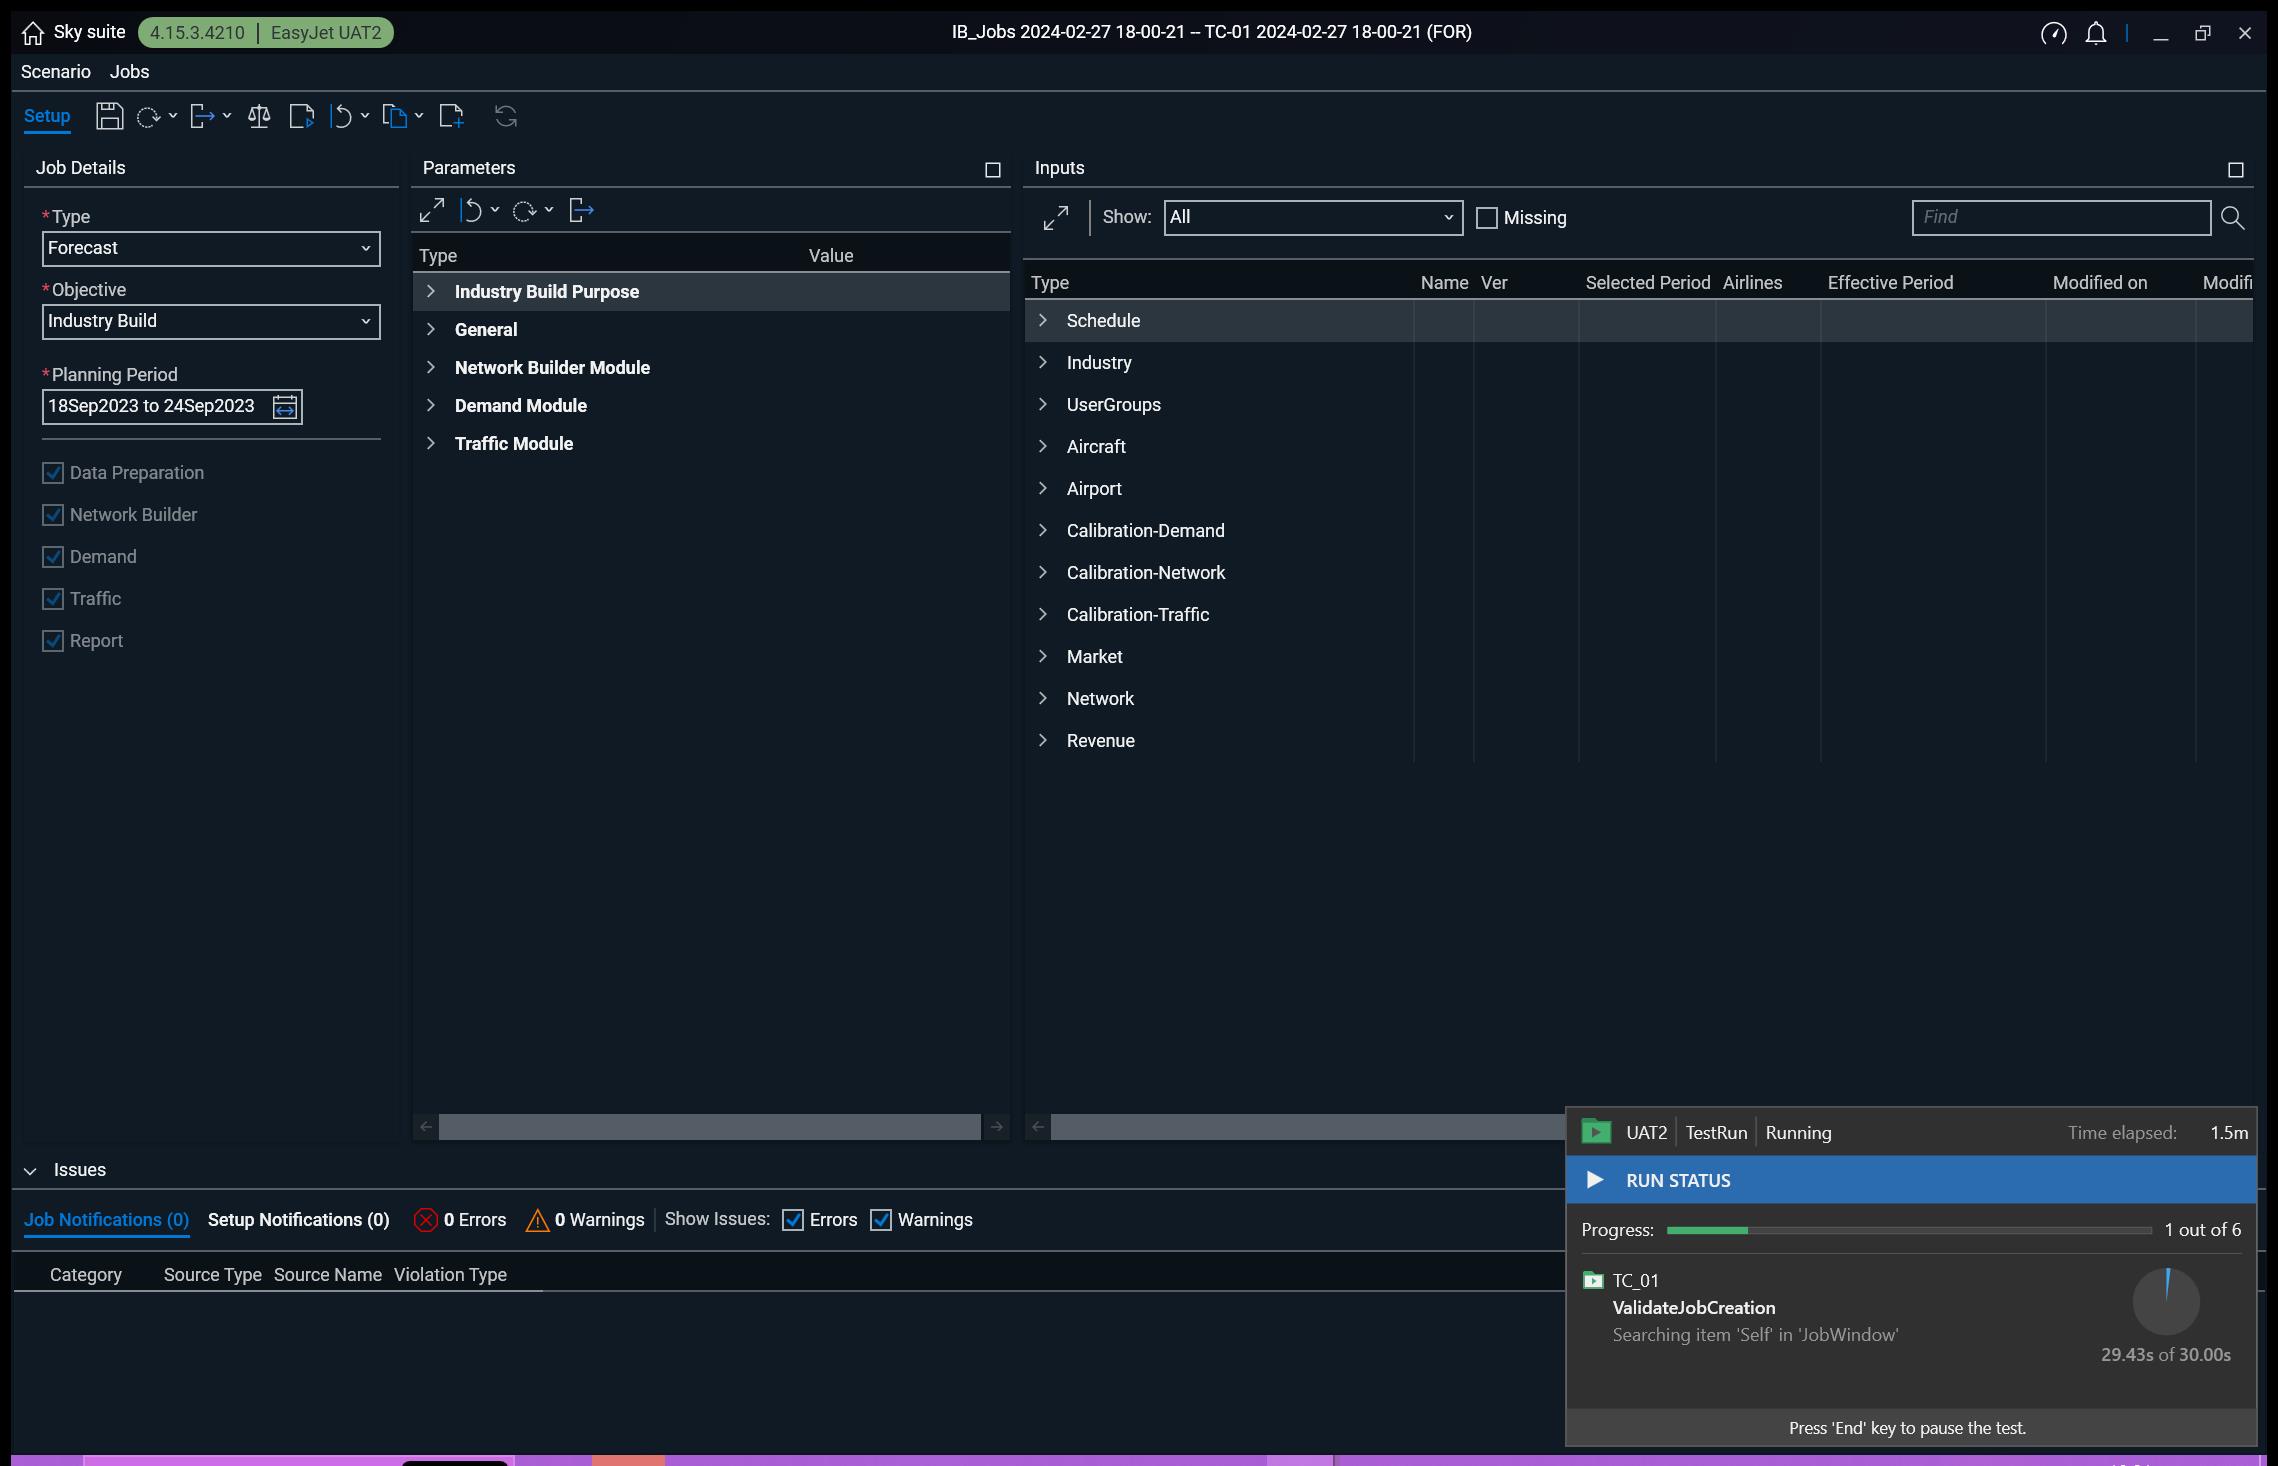 Sky suite 4.15.3.4210 | EasyJet UAT2
IB_Jobs 2024-02-27 18-00-21 -- TC-01 2024-02-27 18-00-21 (FOR)
Scenario Jobs
Setup
Job Details
*Type
Forecast
*Objective
Industry Build
*Planning Period
18Sep2023 to 24Sep2023
Data Preparation
Network Builder
Demand
Traffic
Report
Parameters
Type Value
Industry Build Purpose
General
Network Builder Module
Demand Module
Traffic Module
Inputs
Show: All Missing Find
Type Name Ver Selected Period Airlines Effective Period Modified on Modifi
Schedule
Industry
UserGroups
Aircraft
Airport
Calibration-Demand
Calibration-Network
Calibration-Traffic
Market
Network
Revenue
Issues
Job Notifications (0) Setup Notifications (0) 0 Errors 0 Warnings Show Issues: Errors Warnings
Category Source Type Source Name Violation Type
UAT2 TestRun Running Time elapsed: 1.5m
RUN STATUS
Progress: 1 out of 6
TC_01
ValidateJobCreation
Searching item 'Self' in 'JobWindow'
29.43s of 30.00s
Press 'End' key to pause the test.